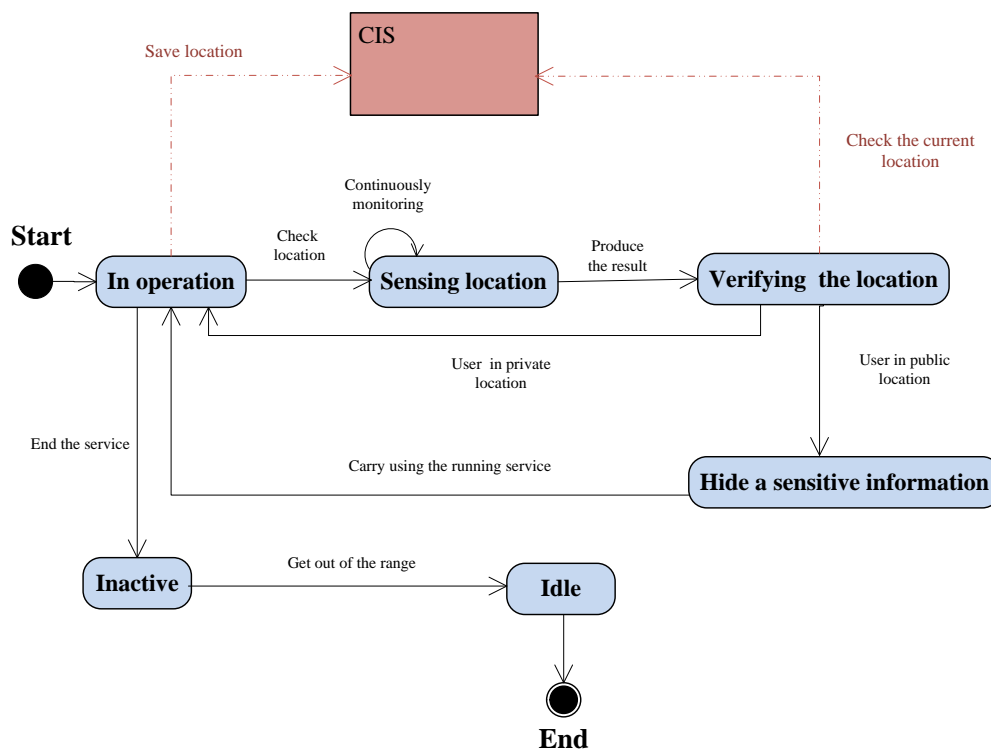 CIS
Save location
Check the current
location
Continuously
monitoring
Start
Check
location
Produce
the result
In operation
Sensing location
Verifying the location
User in private
location
User in public
location
End the service
Carry using the running service
Hide a sensitive information
Get out of the range
Inactive
Idle
End